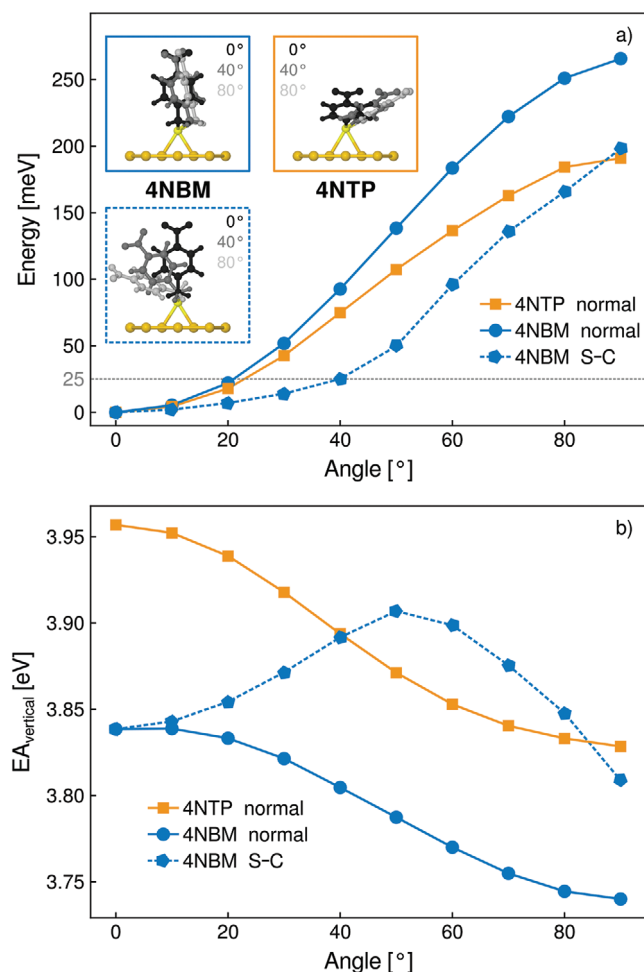 a)
250
200
150
100
50
25
0
Energy [meV]
0°
40°
80°
4NBM
0°
40°
80°
4NTP
0°
40°
80°
4NTP normal
4NBM normal
4NBM S-C
0 20 40 60 80
Angle [°]
b)
3.95
3.90
3.85
3.80
3.75
EAvertical [eV]
4NTP normal
4NBM normal
4NBM S-C
0 20 40 60 80
Angle [°]